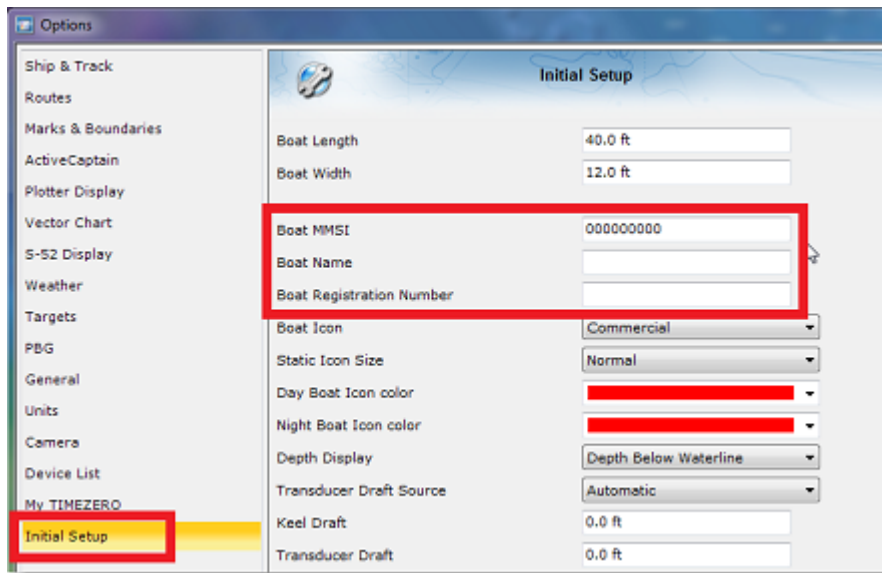 Options
Ship & Track
Routes
Marks & Boundaries
ActiveCaptain
Plotter Display
Vector Chart
S-52 Display
Weather
Targets
PBG
General
Units
Camera
Device List
My TIMEZERO
Initial Setup
Initial Setup
Boat Length 40.0 ft
Boat Width 12.0 ft
Boat MMSI 000000000
Boat Name
Boat Registration Number
Boat Icon Commercial
Static Icon Size Normal
Day Boat Icon color
Night Boat Icon color
Depth Display Depth Below Waterline
Transducer Draft Source Automatic
Keel Draft 0.0 ft
Transducer Draft 0.0 ft